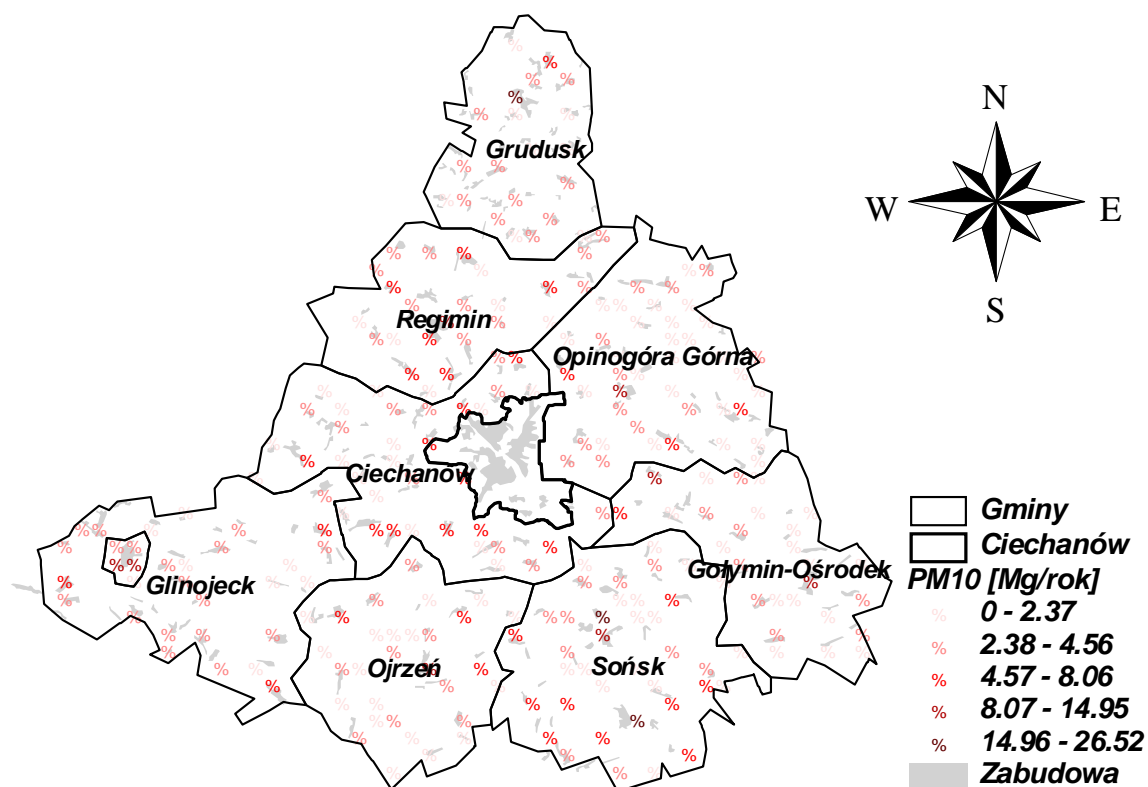 N
W
E
S
Grudusk
Regimin
Opinogóra Górna
Ciechanów
Glinojeck
Gołymin-Ośrodek
Ojrzeń
Sońsk
Gminy
Ciechanów
PM10 [Mg/rok]
% 0 - 2.37
% 2.38 - 4.56
% 4.57 - 8.06
% 8.07 - 14.95
% 14.96 - 26.52
Zabudowa